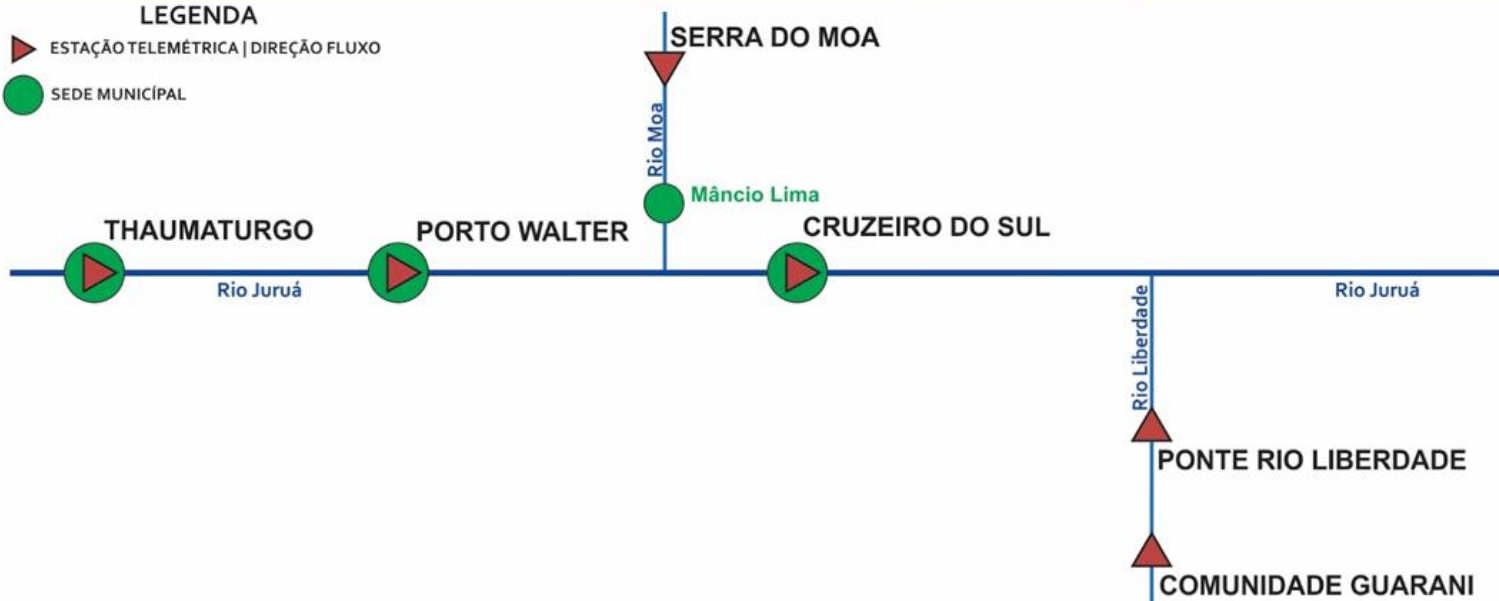 LEGENDA
ESTAÇÃO TELEMÉTRICA | DIREÇÃO FLUXO
SEDE MUNICÍPAL
SERRA DO MOA
Rio Moa
Mâncio Lima
THAUMATURGO
PORTO WALTER
CRUZEIRO DO SUL
Rio Juruá
Rio Juruá
Rio Liberdade
PONTE RIO LIBERDADE
COMUNIDADE GUARANI